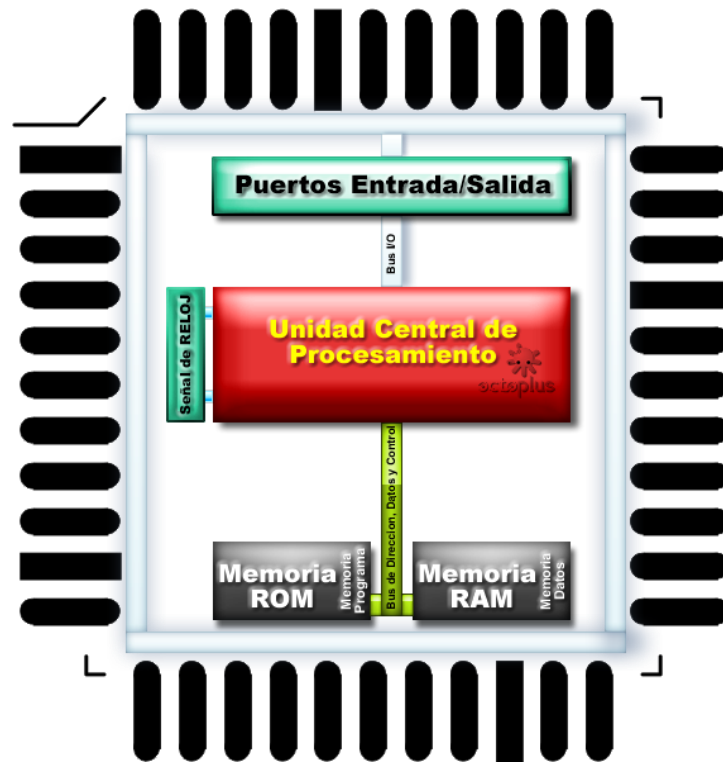 Puertos Entrada/Salida
Bus I/O
Señal de RELOJ
Unidad Central de
Procesamiento
octoplus
Bus de Direccion, Datos y Control
Memoria
ROM
Memoria
Programa
Memoria
RAM
Memoria
Datos